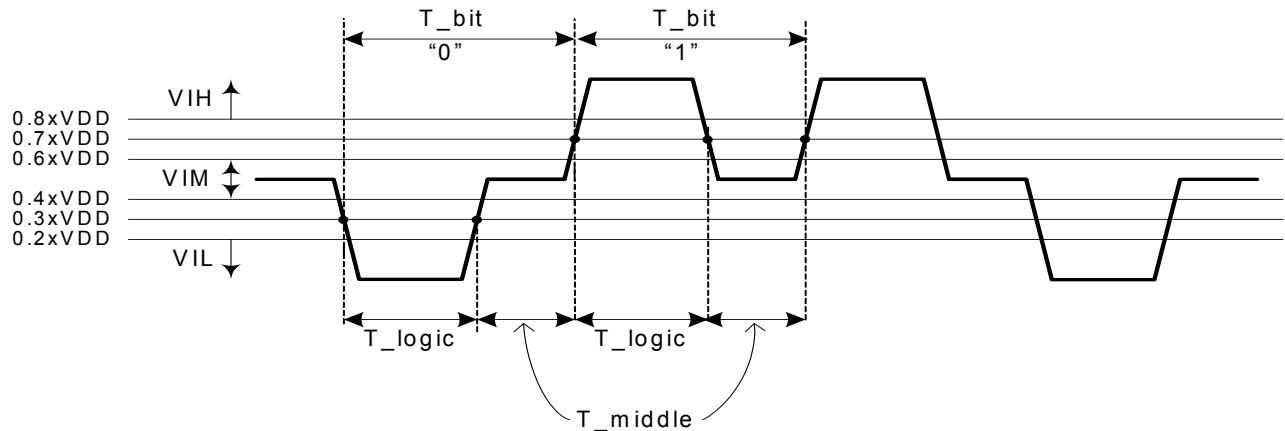 T_bit T_bit
“0” “1”
VIH
0.8xVDD
0.7xVDD
0.6xVDD
VIM
0.4xVDD
0.3xVDD
0.2xVDD
VIL
T_logic T_logic
T_middle